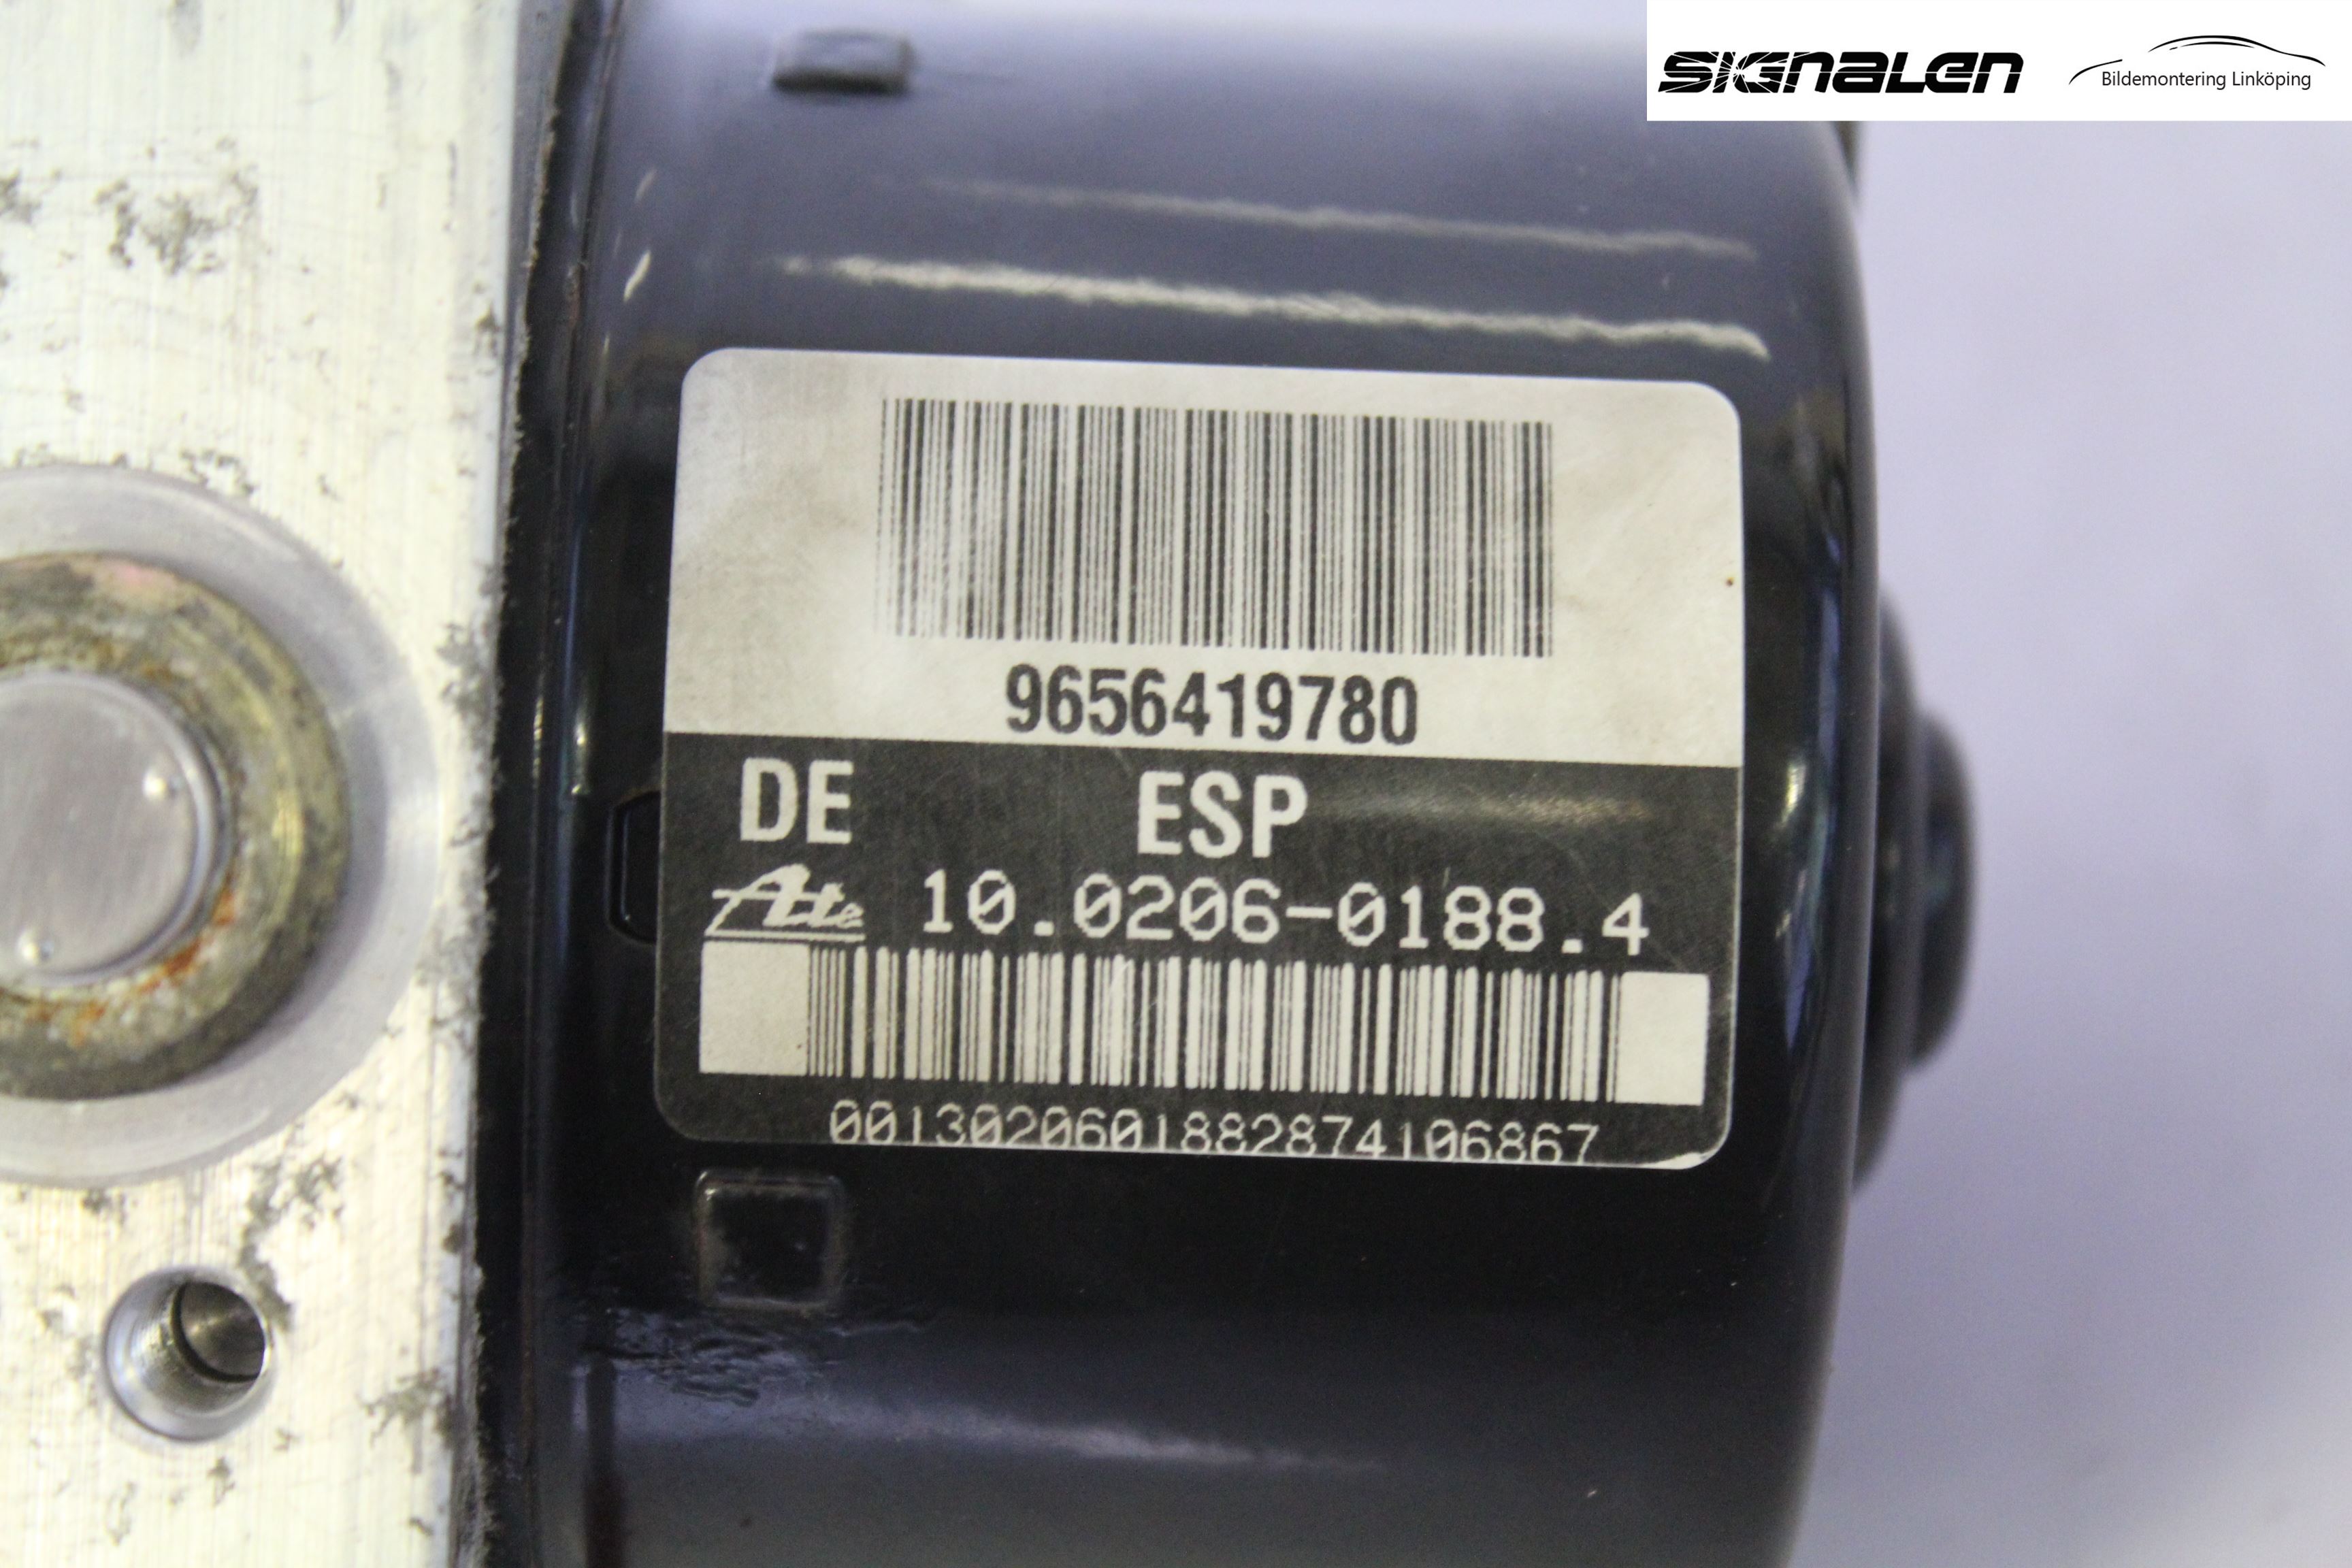 SIGNALEN
Bildemontering Linköping
9656419780
DE ESP
Ate 10.0206-0188.4
00130206018828741068​67